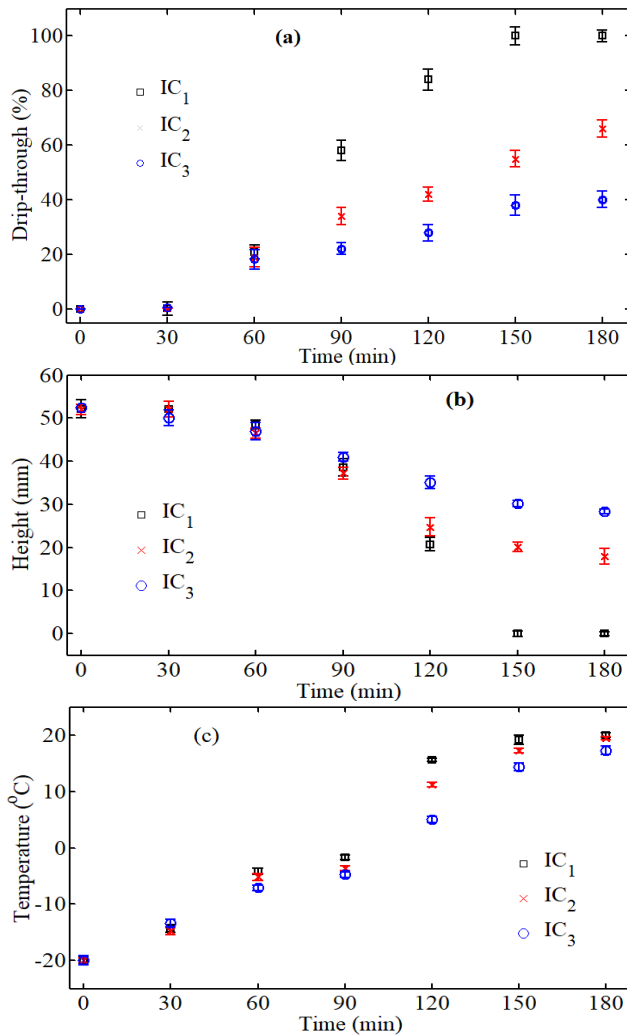 (a)
100
80
60
40
20
0
Drip-through (%)
IC1
IC2
IC3
0 30 60 90 120 150 180
Time (min)
(b)
60
50
40
30
20
10
0
Height (mm)
IC1
IC2
IC3
0 30 60 90 120 150 180
Time (min)
(c)
20
10
0
-10
-20
Temperature (⁰C)
IC1
IC2
IC3
0 30 60 90 120 150 180
Time (min)